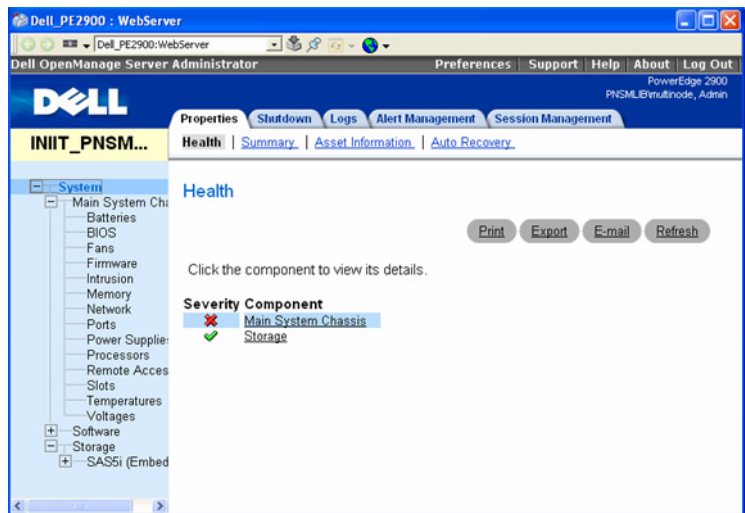 Dell_PE2900 : WebServer
Dell_PE2900:WebServer
Dell OpenManage Server Administrator
Preferences | Support | Help | About | Log Out
PowerEdge 2900
PNSMLIB\mutinode, Admin
DELL
Properties Shutdown Logs Alert Management Session Management
INIIT_PNSM...
Health | Summary | Asset Information | Auto Recovery
System
Main System Cha
Batteries
BIOS
Fans
Firmware
Intrusion
Memory
Network
Ports
Power Supplie
Processors
Remote Acces
Slots
Temperatures
Voltages
Software
Storage
SAS5i (Embed
Health
Print Export E-mail Refresh
Click the component to view its details.
Severity Component
Main System Chassis
Storage